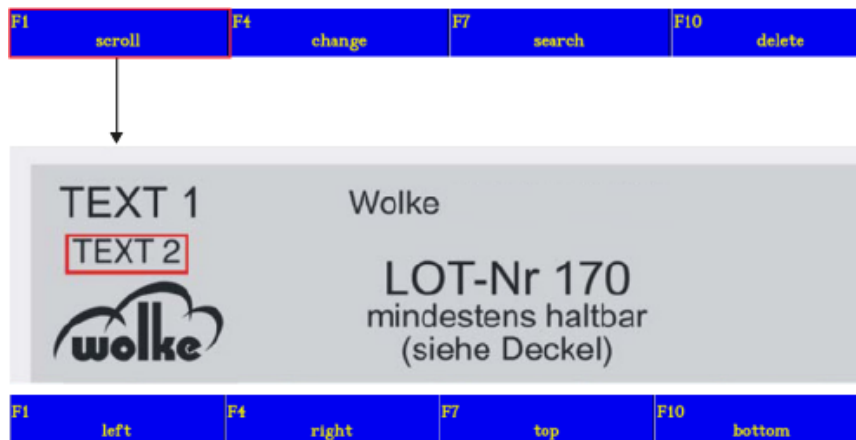 F1 F4 F7 F10
scroll change search delete
TEXT 1 Wolke
TEXT 2
LOT-Nr 170
mindestens haltbar
(siehe Deckel)
wolke
F1 F4 F7 F10
left right top bottom